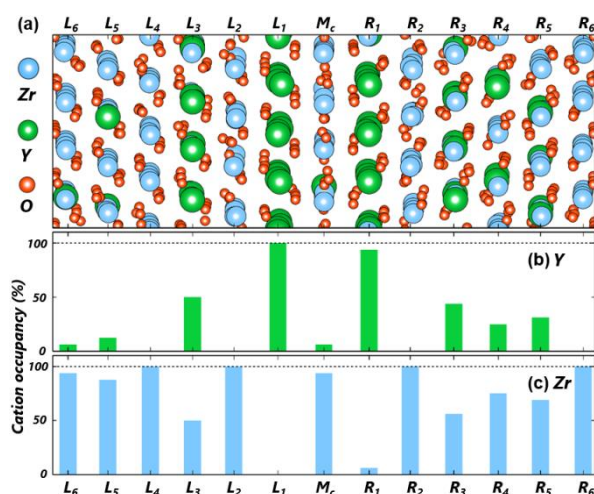 (a) L6 L5 L4 L3 L2 L1 Mc R1 R2 R3 R4 R5 R6
Zr
Y
O
100
50
0
(b) Y
Cation occupancy (%)
100
50
0
(c) Zr
L6 L5 L4 L3 L2 L1 Mc R1 R2 R3 R4 R5 R6